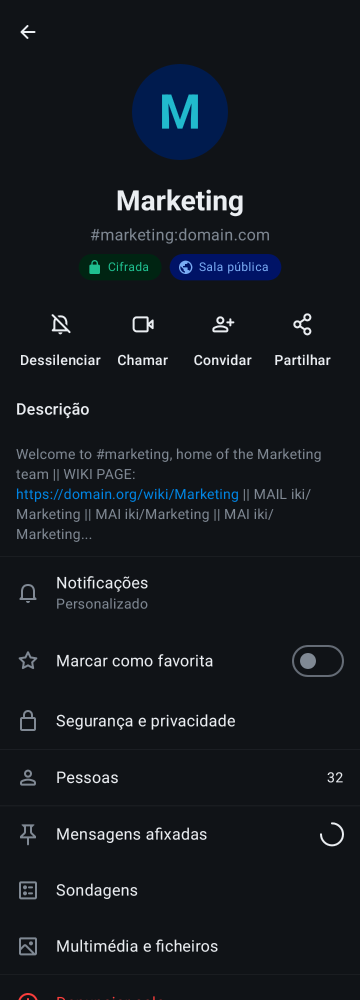 M
Marketing
#marketing:domain.com
Cifrada
Sala pública
Dessilenciar
Chamar
Convidar
Partilhar
Descrição
Welcome to #marketing, home of the Marketing
team || WIKI PAGE:
https://domain.org/wiki/Marketing || MAIL iki/
Marketing || MAI iki/Marketing || MAI iki/
Marketing...
Notificações
Personalizado
Marcar como favorita
Segurança e privacidade
Pessoas
32
Mensagens afixadas
Sondagens
Multimédia e ficheiros